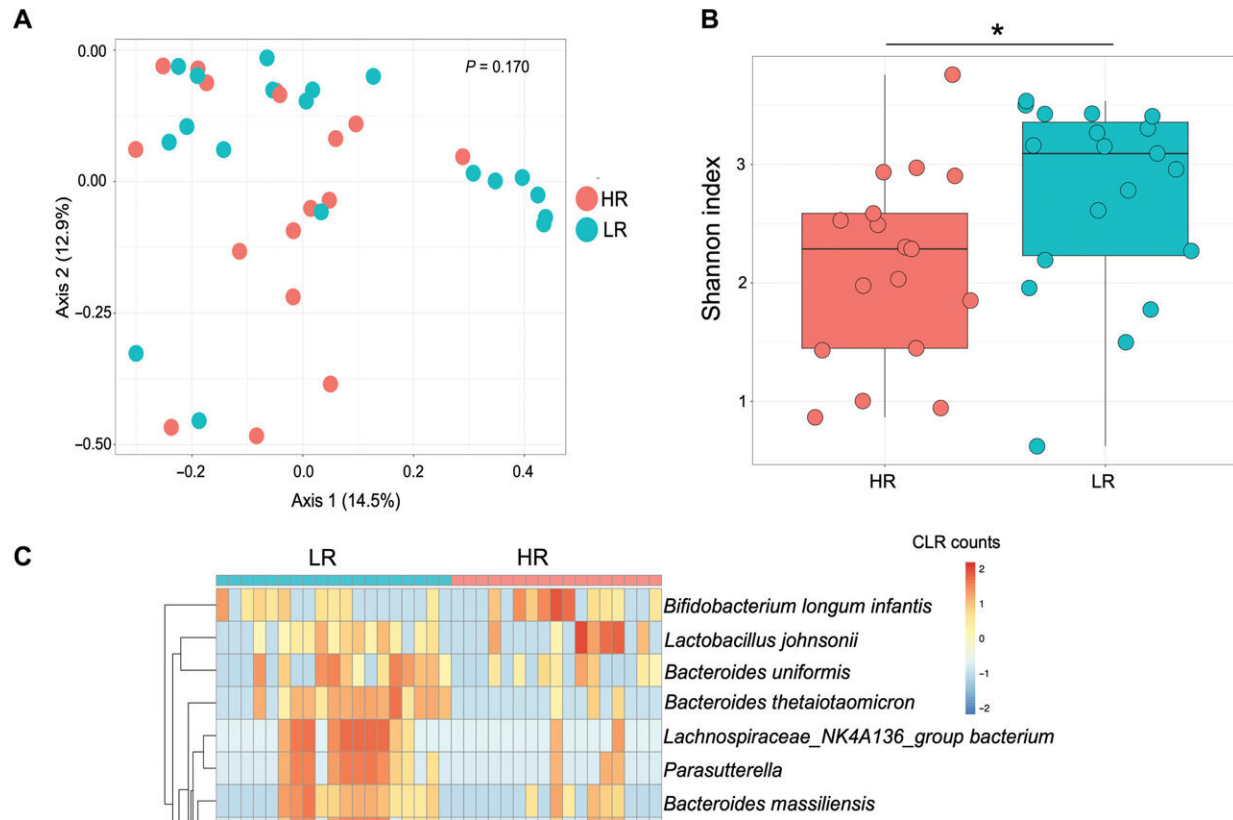 A
0.00
0.00
−0.25
−0.50
Axis 2 (12.9%)
P = 0.170
−0.2
0.0
0.2
0.4
Axis 1 (14.5%)
HR
LR
B
*
Shannon index
3
2
1
HR
LR
C
LR
HR
CLR counts
2
1
0
-1
-2
Bifidobacterium longum infantis
Lactobacillus johnsonii
Bacteroides uniformis
Bacteroides thetaiotaomicron
Lachnospiraceae_NK4A136_group bacterium
Parasutterella
Bacteroides massiliensis